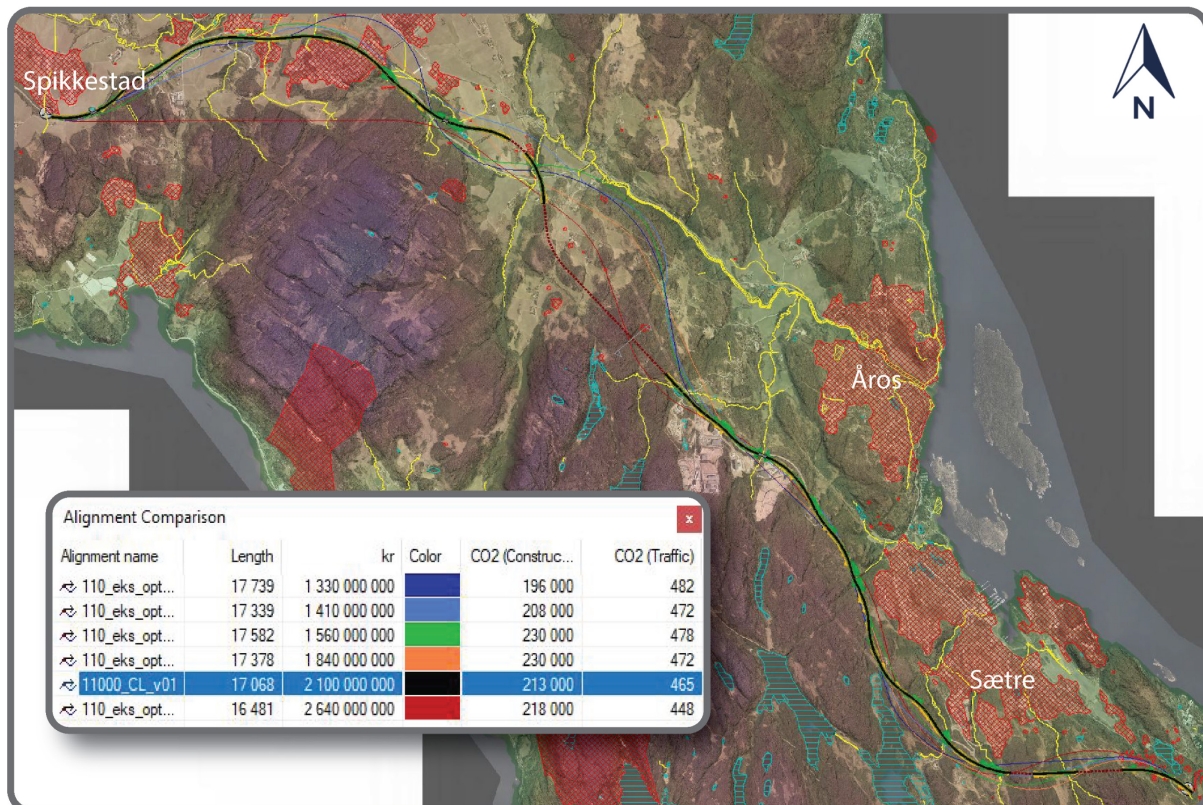 Spikkestad
N
Åros
Sætre
Alignment Comparison
x
Alignment name Length kr Color CO2 (Construc... CO2 (Traffic)
110_eks_opt... 17 739 1 330 000 000 196 000 482
110_eks_opt... 17 339 1 410 000 000 208 000 472
110_eks_opt... 17 582 1 560 000 000 230 000 478
110_eks_opt... 17 378 1 840 000 000 230 000 472
11000_CL_v01 17 068 2 100 000 000 213 000 465
110_eks_opt... 16 481 2 640 000 000 218 000 448